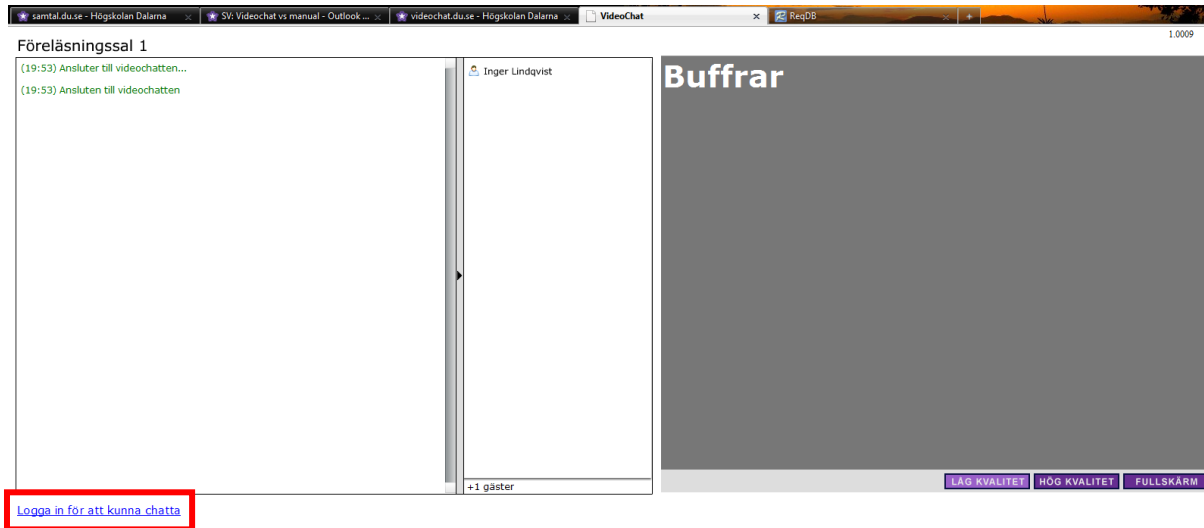 samtal.du.se - Högskolan Dalarna
SV: Videochat vs manual - Outlook ...
videochat.du.se - Högskolan Dalarna
VideoChat
ReqDB
1.0009
Föreläsningssal 1
(19:53) Ansluter till videochatten...
(19:53) Ansluten till videochatten
Inger Lindqvist
+1 gäster
Buffrar
LÅG KVALITET
HÖG KVALITET
FULLSKÄRM
Logga in för att kunna chatta